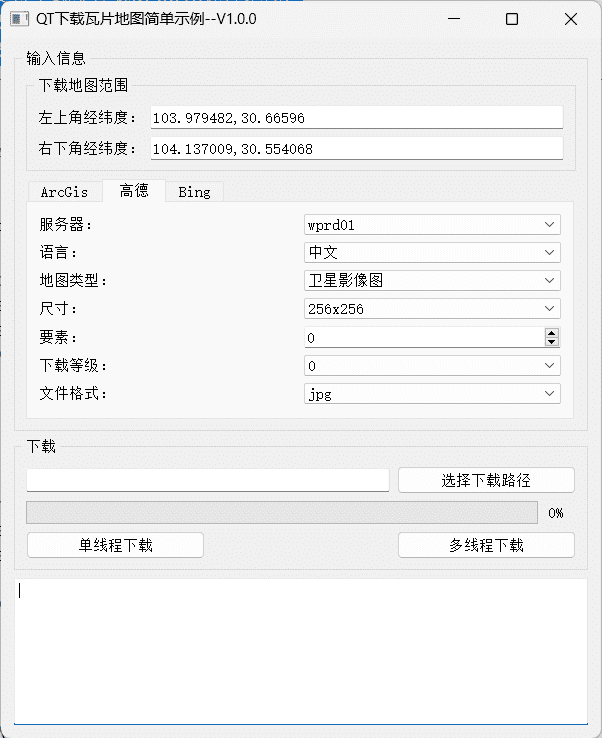 QT下载瓦片地图简单示例--V1.0.0
输入信息
下载地图范围
左上角经纬度： 103.979482,30.66596
右下角经纬度： 104.137009,30.554068
ArcGis 高德 Bing
服务器： wprd01
语言： 中文
地图类型： 卫星影像图
尺寸： 256x256
要素： 0
下载等级： 0
文件格式： jpg
下载
选择下载路径
0%
单线程下载 多线程下载